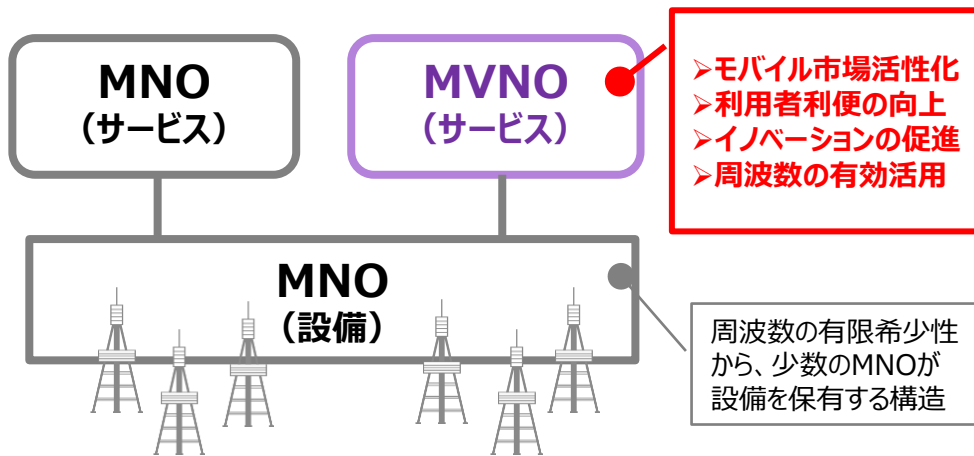 MNO
（サービス）
MVNO
（サービス）
➢モバイル市場活性化
➢利用者利便の向上
➢イノベーションの促進
➢周波数の有効活用
MNO
（設備）
周波数の有限希少性
から、少数のMNOが
設備を保有する構造